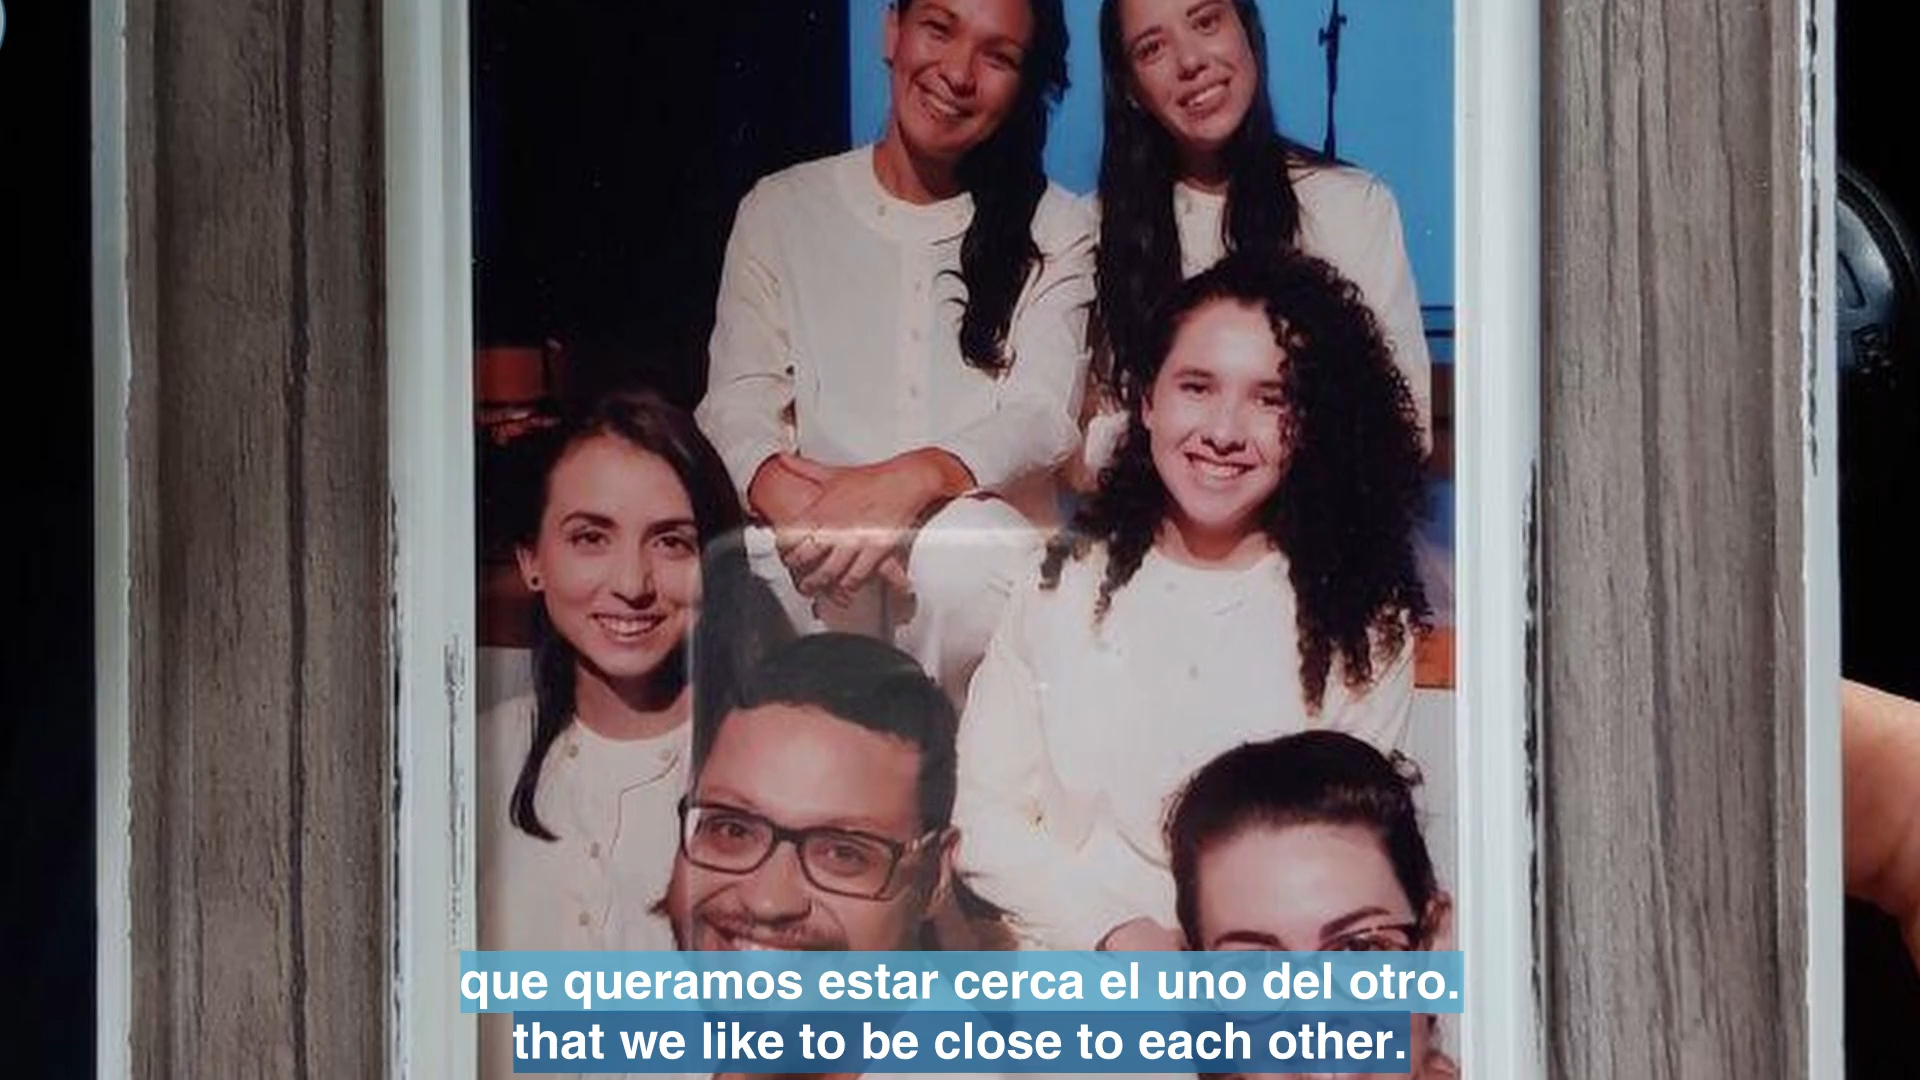 que queramos estar cerca el uno del otro.
that we like to be close to each other.